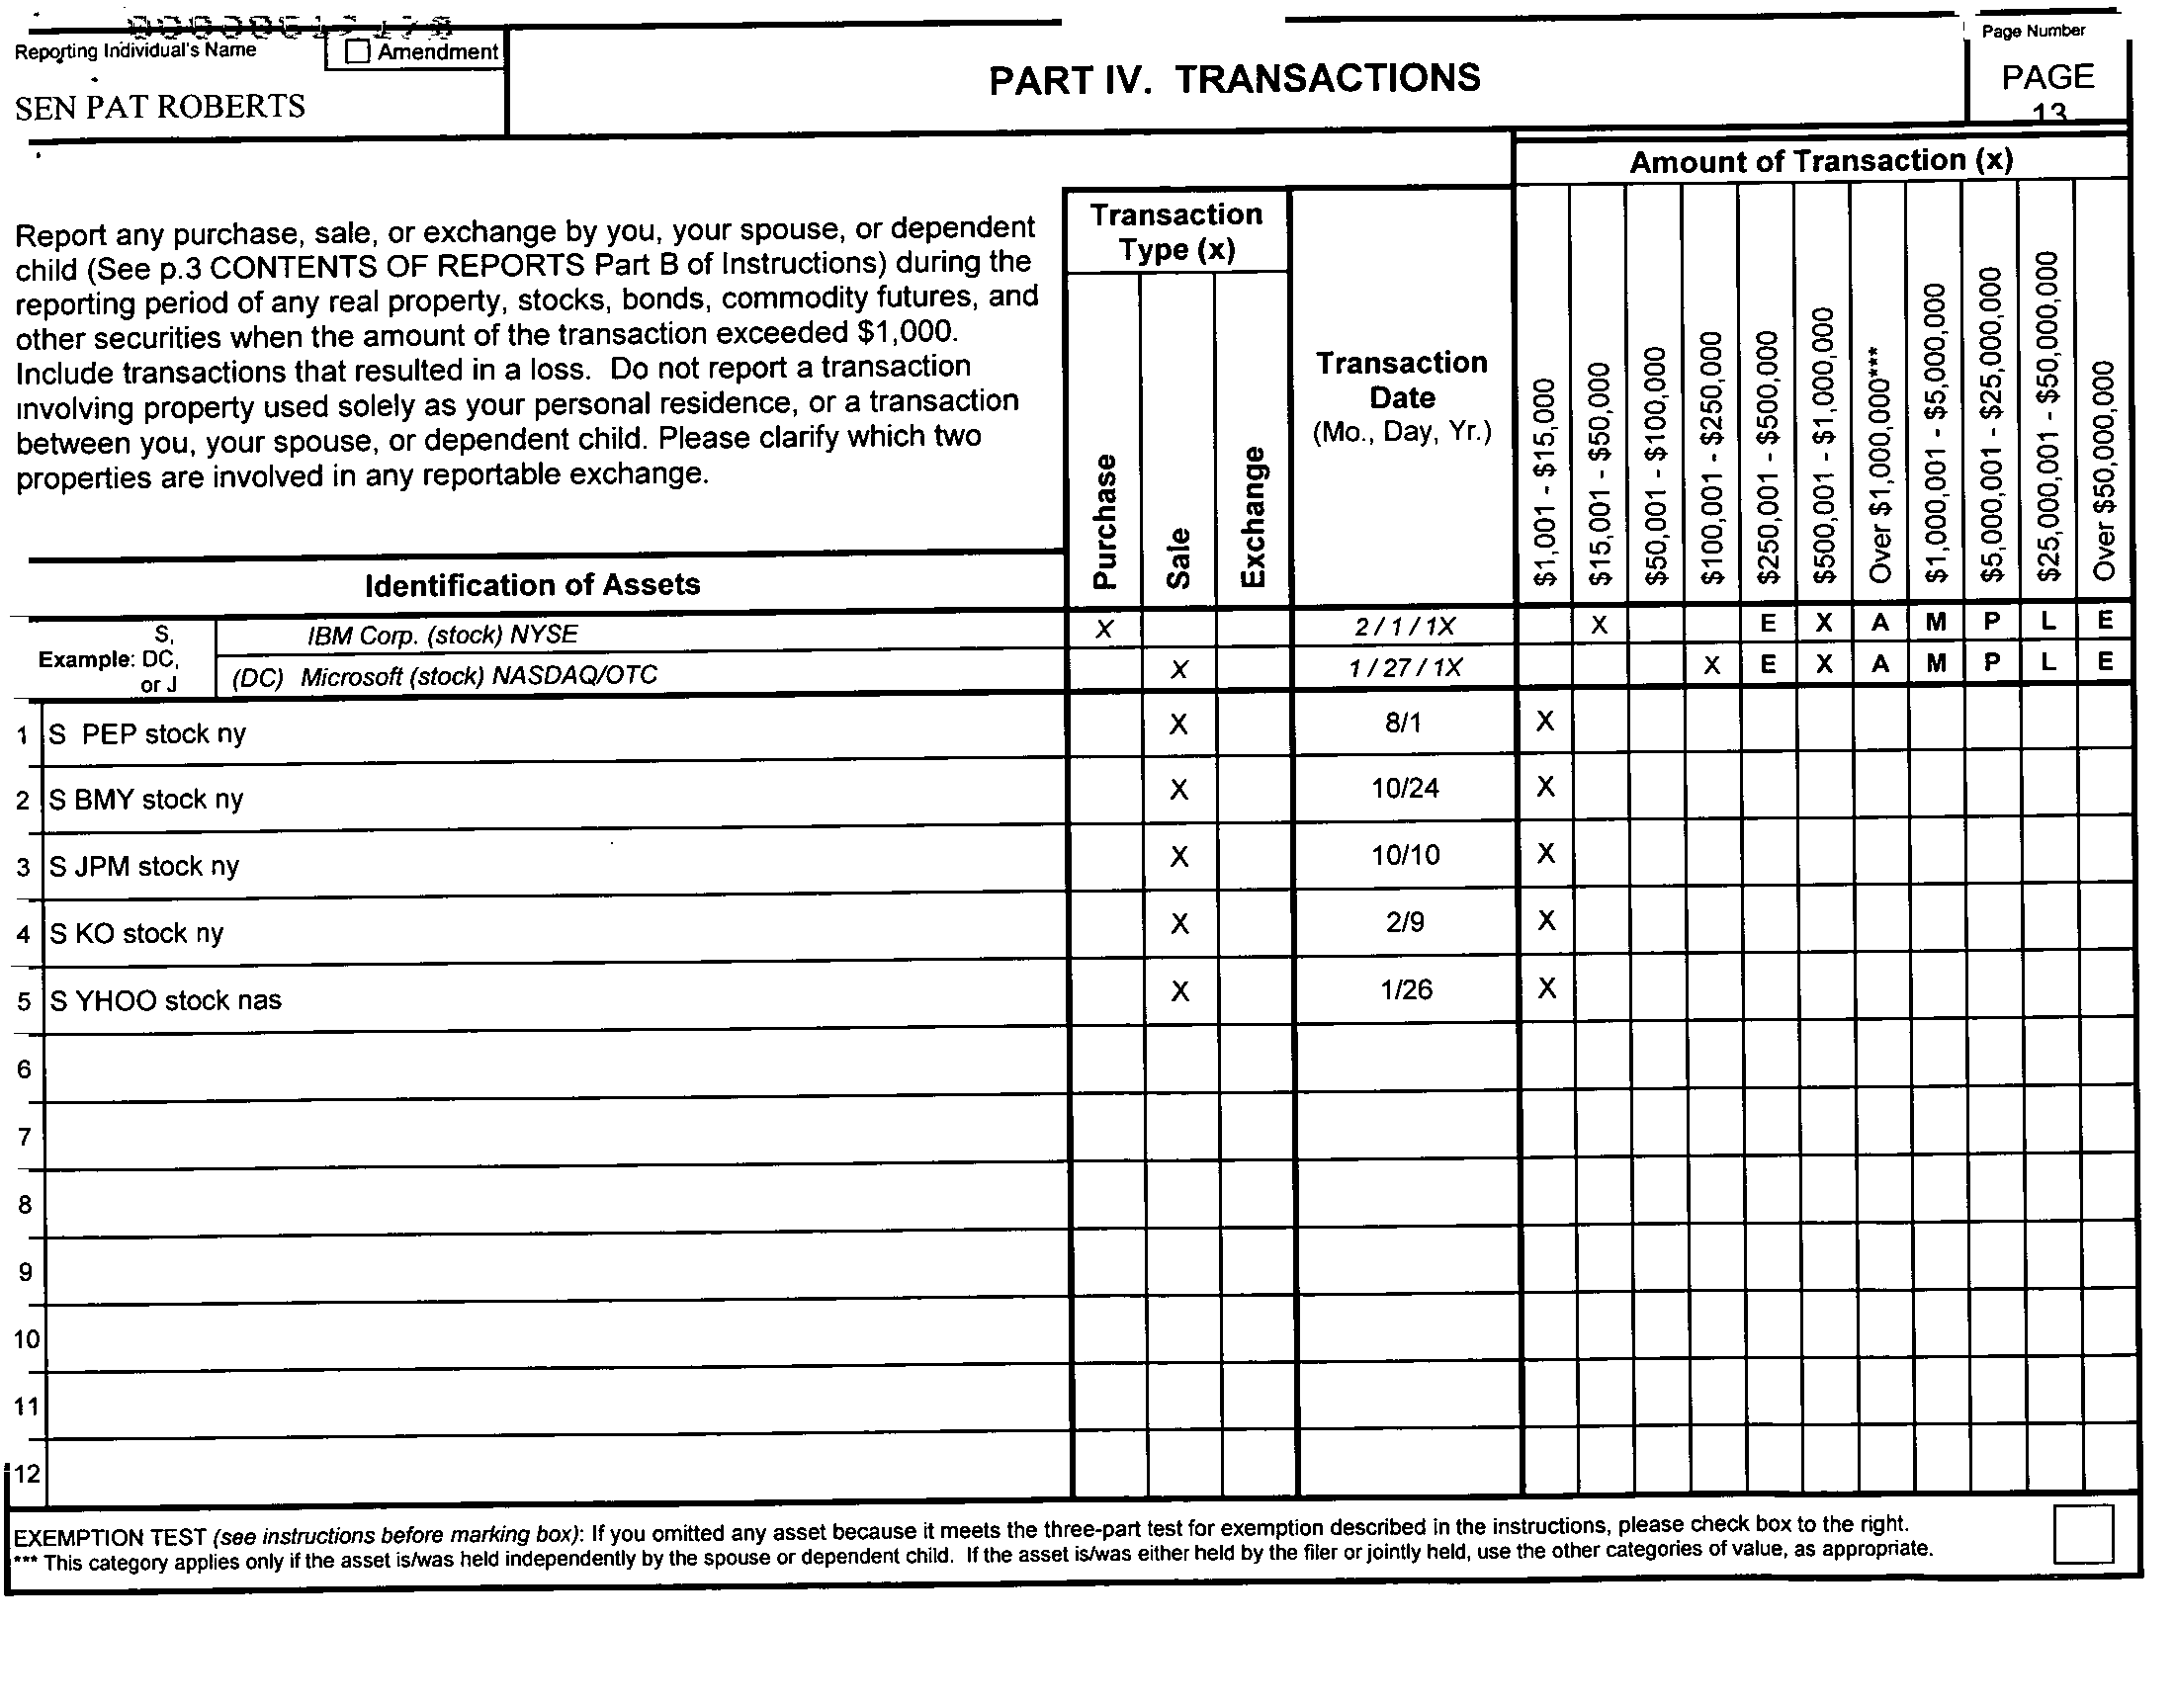 Reporting Individual's Name
Amendment
SEN PAT ROBERTS
PART IV. TRANSACTIONS
Page Number
PAGE
13
Amount of Transaction (x)
Report any purchase, sale, or exchange by you, your spouse, or dependent
child (See p.3 CONTENTS OF REPORTS Part B of Instructions) during the
reporting period of any real property, stocks, bonds, commodity futures, and
other securities when the amount of the transaction exceeded $1,000.
Include transactions that resulted in a loss. Do not report a transaction
involving property used solely as your personal residence, or a transaction
between you, your spouse, or dependent child. Please clarify which two
properties are involved in any reportable exchange.
Transaction
Type (x)
Purchase
Sale
Exchange
Transaction
Date
(Mo., Day, Yr.)
$1,001 - $15,000
$15,001 - $50,000
$50,001 - $100,000
$100,001 - $250,000
$250,001 - $500,000
$500,001 - $1,000,000
Over $1,000,000***
$1,000,001 - $5,000,000
$5,000,001 - $25,000,000
$25,000,001 - $50,000,000
Over $50,000,000
Identification of Assets
Example: S, DC, or J
IBM Corp. (stock) NYSE X 2 / 1 / 1X X E X A M P L E
(DC) Microsoft (stock) NASDAQ/OTC X 1 / 27 / 1X X E X A M P L E
1 S PEP stock ny X 8/1 X
2 S BMY stock ny X 10/24 X
3 S JPM stock ny X 10/10 X
4 S KO stock ny X 2/9 X
5 S YHOO stock nas X 1/26 X
6
7
8
9
10
11
12
EXEMPTION TEST (see instructions before marking box): If you omitted any asset because it meets the three-part test for exemption described in the instructions, please check box to the right.
*** This category applies only if the asset is/was held independently by the spouse or dependent child. If the asset is/was either held by the filer or jointly held, use the other categories of value, as appropriate.